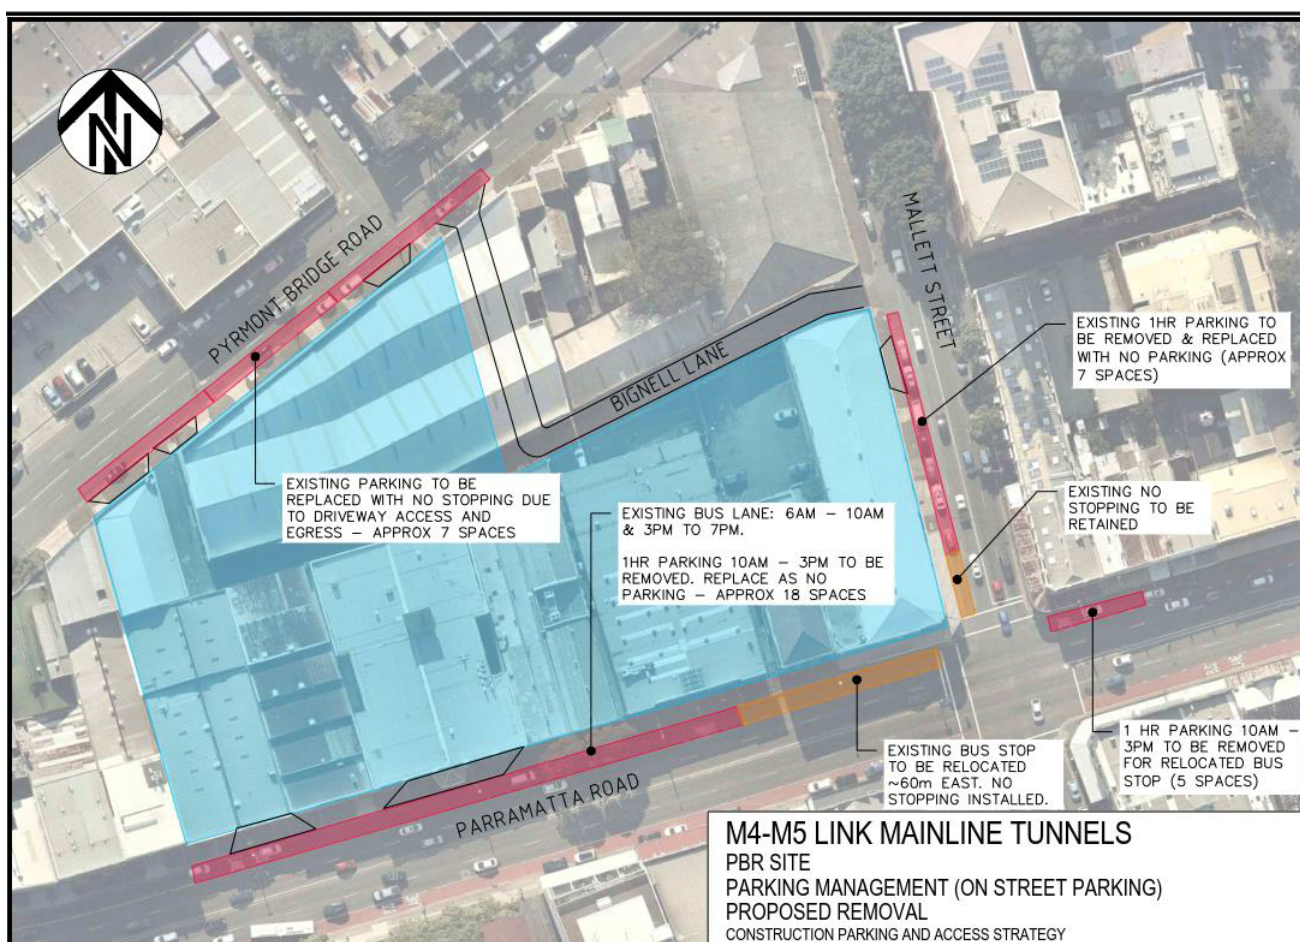 N
PYRMONT BRIDGE ROAD
MALLETT STREET
BIGNELL LANE
EXISTING 1HR PARKING TO
BE REMOVED & REPLACED
WITH NO PARKING (APPROX
7 SPACES)
EXISTING PARKING TO BE
REPLACED WITH NO STOPPING DUE
TO DRIVEWAY ACCESS AND
EGRESS – APPROX 7 SPACES
EXISTING BUS LANE: 6AM – 10AM
& 3PM TO 7PM.
1HR PARKING 10AM – 3PM TO BE
REMOVED. REPLACE AS NO
PARKING – APPROX 18 SPACES
EXISTING NO
STOPPING TO BE
RETAINED
EXISTING BUS STOP
TO BE RELOCATED
~60m EAST. NO
STOPPING INSTALLED.
1 HR PARKING 10AM –
3PM TO BE REMOVED
FOR RELOCATED BUS
STOP (5 SPACES)
PARRAMATTA ROAD
M4-M5 LINK MAINLINE TUNNELS
PBR SITE
PARKING MANAGEMENT (ON STREET PARKING)
PROPOSED REMOVAL
CONSTRUCTION PARKING AND ACCESS STRATEGY